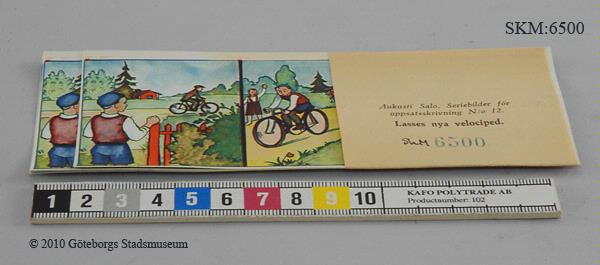 SKM:6500
Aukusti Salo, Seriebilder för
uppsatsskrivning N:o 12.
Lasses nya velociped.
SKM 6500
1 2 3 4 5 6 7 8 9 10
KAFO POLYTRADE AB
Productnumber: 102
© 2010 Göteborgs Stadsmuseum